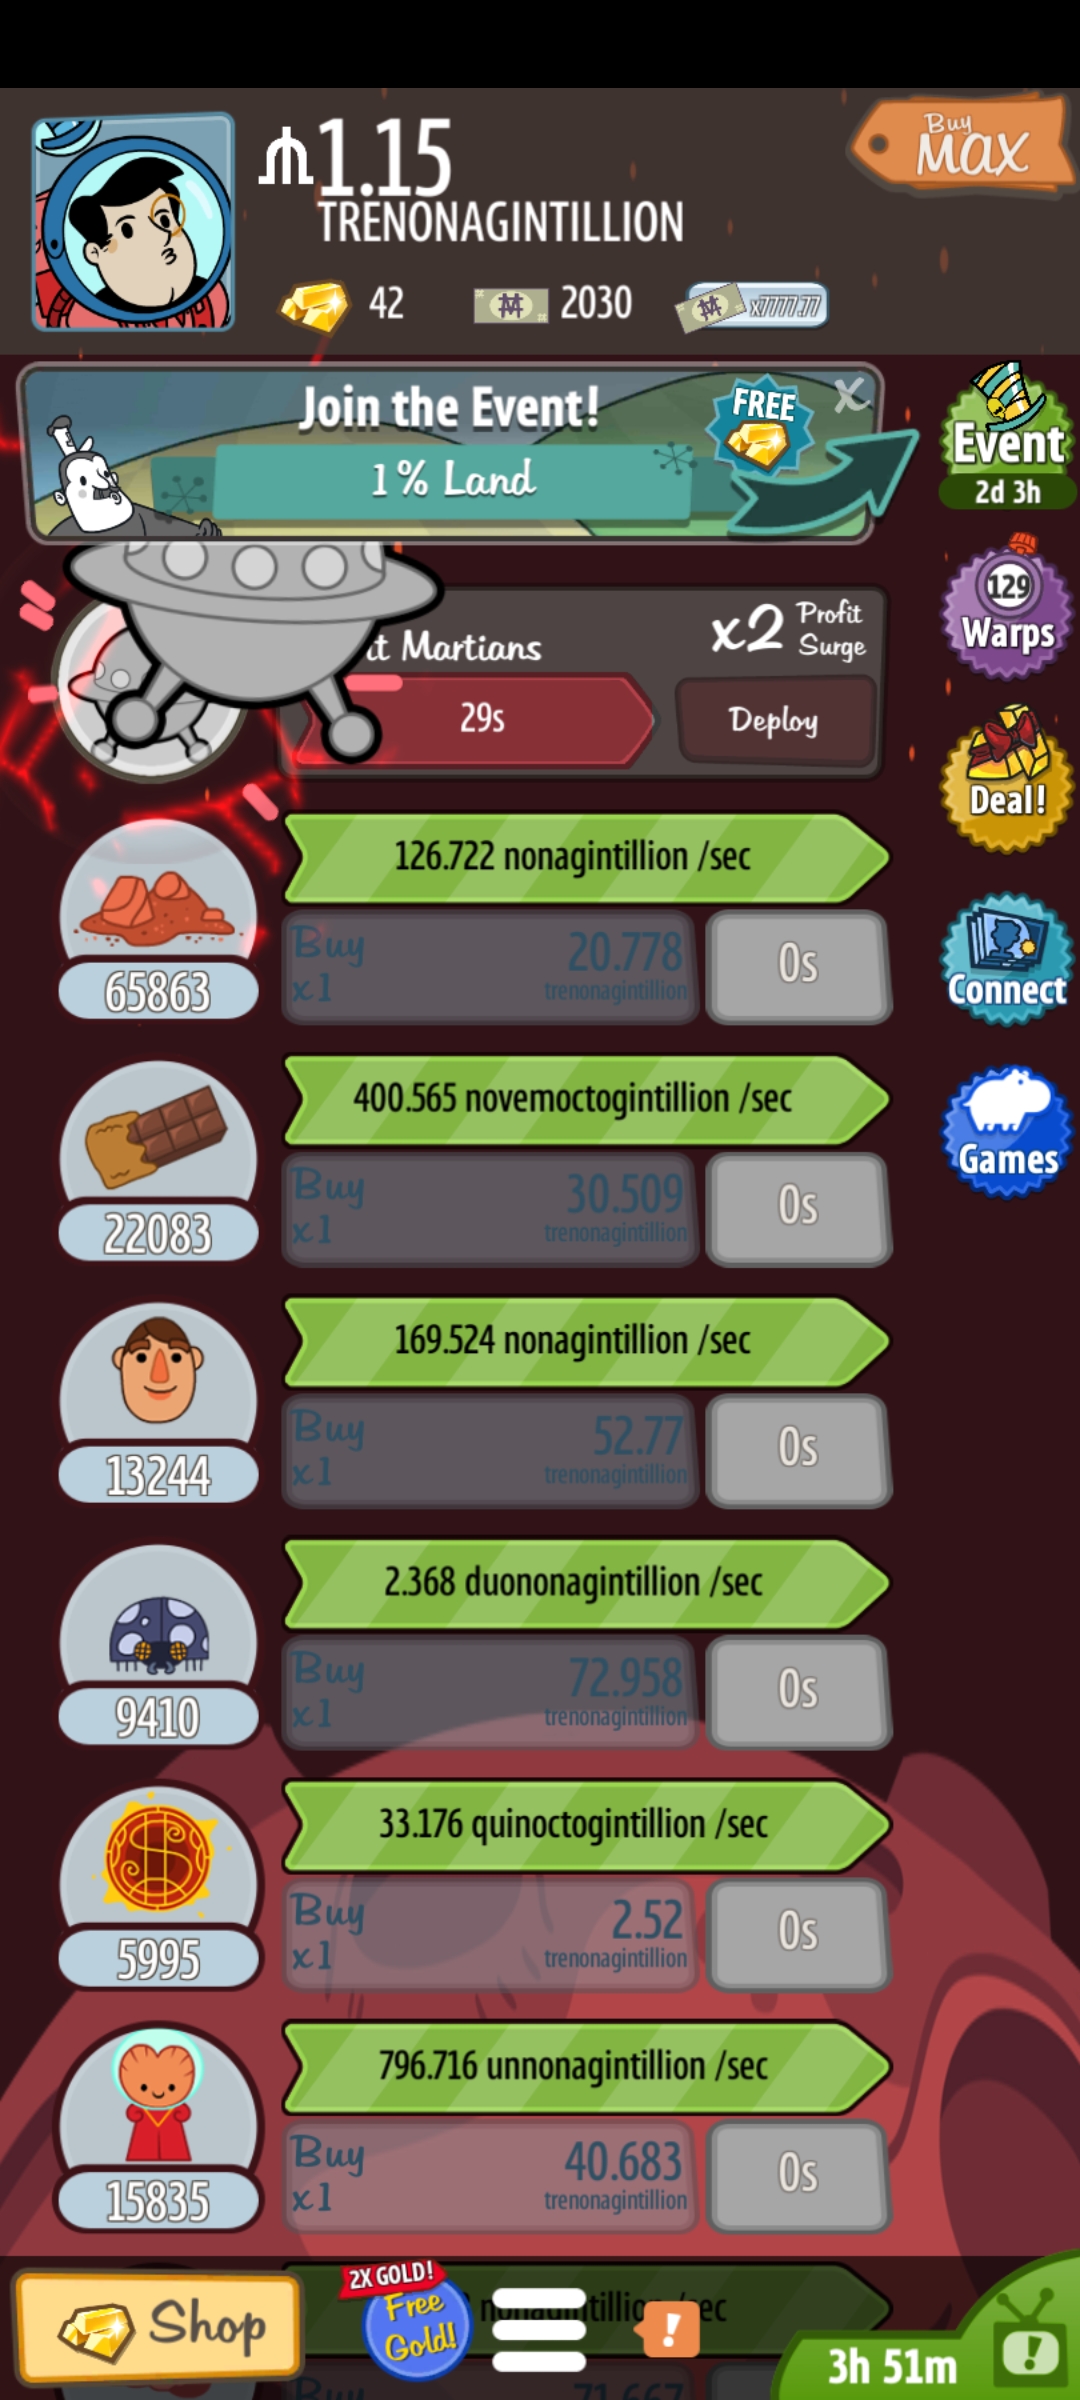 Buy
MAX
1.15
TRENONAGINTILLION
42
2030
x7777.77
Join the Event!
1% Land
FREE
X
Event
2d 3h
129
Warps
Martians
x2 Profit
Surge
29s
Deploy
Deal!
126.722 nonagintillion /sec
65863
Buy
x1
20.778
trenonagintillion
0s
Connect
400.565 novemoctogintillion /sec
22083
Buy
x1
30.509
trenonagintillion
0s
Games
169.524 nonagintillion /sec
13244
Buy
x1
52.77
trenonagintillion
0s
2.368 duononagintillion /sec
9410
Buy
x1
72.958
trenonagintillion
0s
33.176 quinoctogintillion /sec
5995
Buy
x1
2.52
trenonagintillion
0s
796.716 unnonagintillion /sec
15835
Buy
x1
40.683
trenonagintillion
0s
Shop
2X GOLD!
Free
Gold!
!
3h 51m
!
Buy
71.667